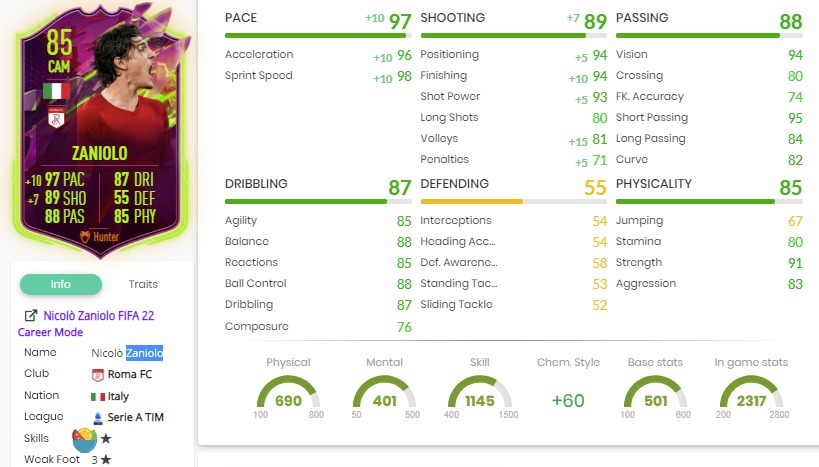 85
CAM
ZANIOLO
+10 97 PAC 87 DRI
+7 89 SHO 55 DEF
88 PAS 85 PHY
Hunter
Info Traits
Nicolò Zaniolo FIFA 22
Career Mode
Name Nicolò Zaniolo
Club Roma FC
Nation Italy
League Serie A TIM
Skills ★
Weak Foot 3 ★
PACE +10 97
Acceleration +10 96
Sprint Speed +10 98
SHOOTING +7 89
Positioning +5 94
Finishing +10 94
Shot Power +5 93
Long Shots 80
Volleys +15 81
Penalties +5 71
PASSING 88
Vision 94
Crossing 80
FK. Accuracy 74
Short Passing 95
Long Passing 84
Curve 82
DRIBBLING 87
Agility 85
Balance 88
Reactions 85
Ball Control 88
Dribbling 87
Composure 76
DEFENDING 55
Interceptions 54
Heading Acc... 54
Def. Awarene... 58
Standing Tac... 53
Sliding Tackle 52
PHYSICALITY 85
Jumping 67
Stamina 80
Strength 91
Aggression 83
Physical
690
100 800
Mental
401
50 500
Skill
1145
400 1500
Chem. Style
+60
Base stats
501
100 600
In game stats
2317
200 2800